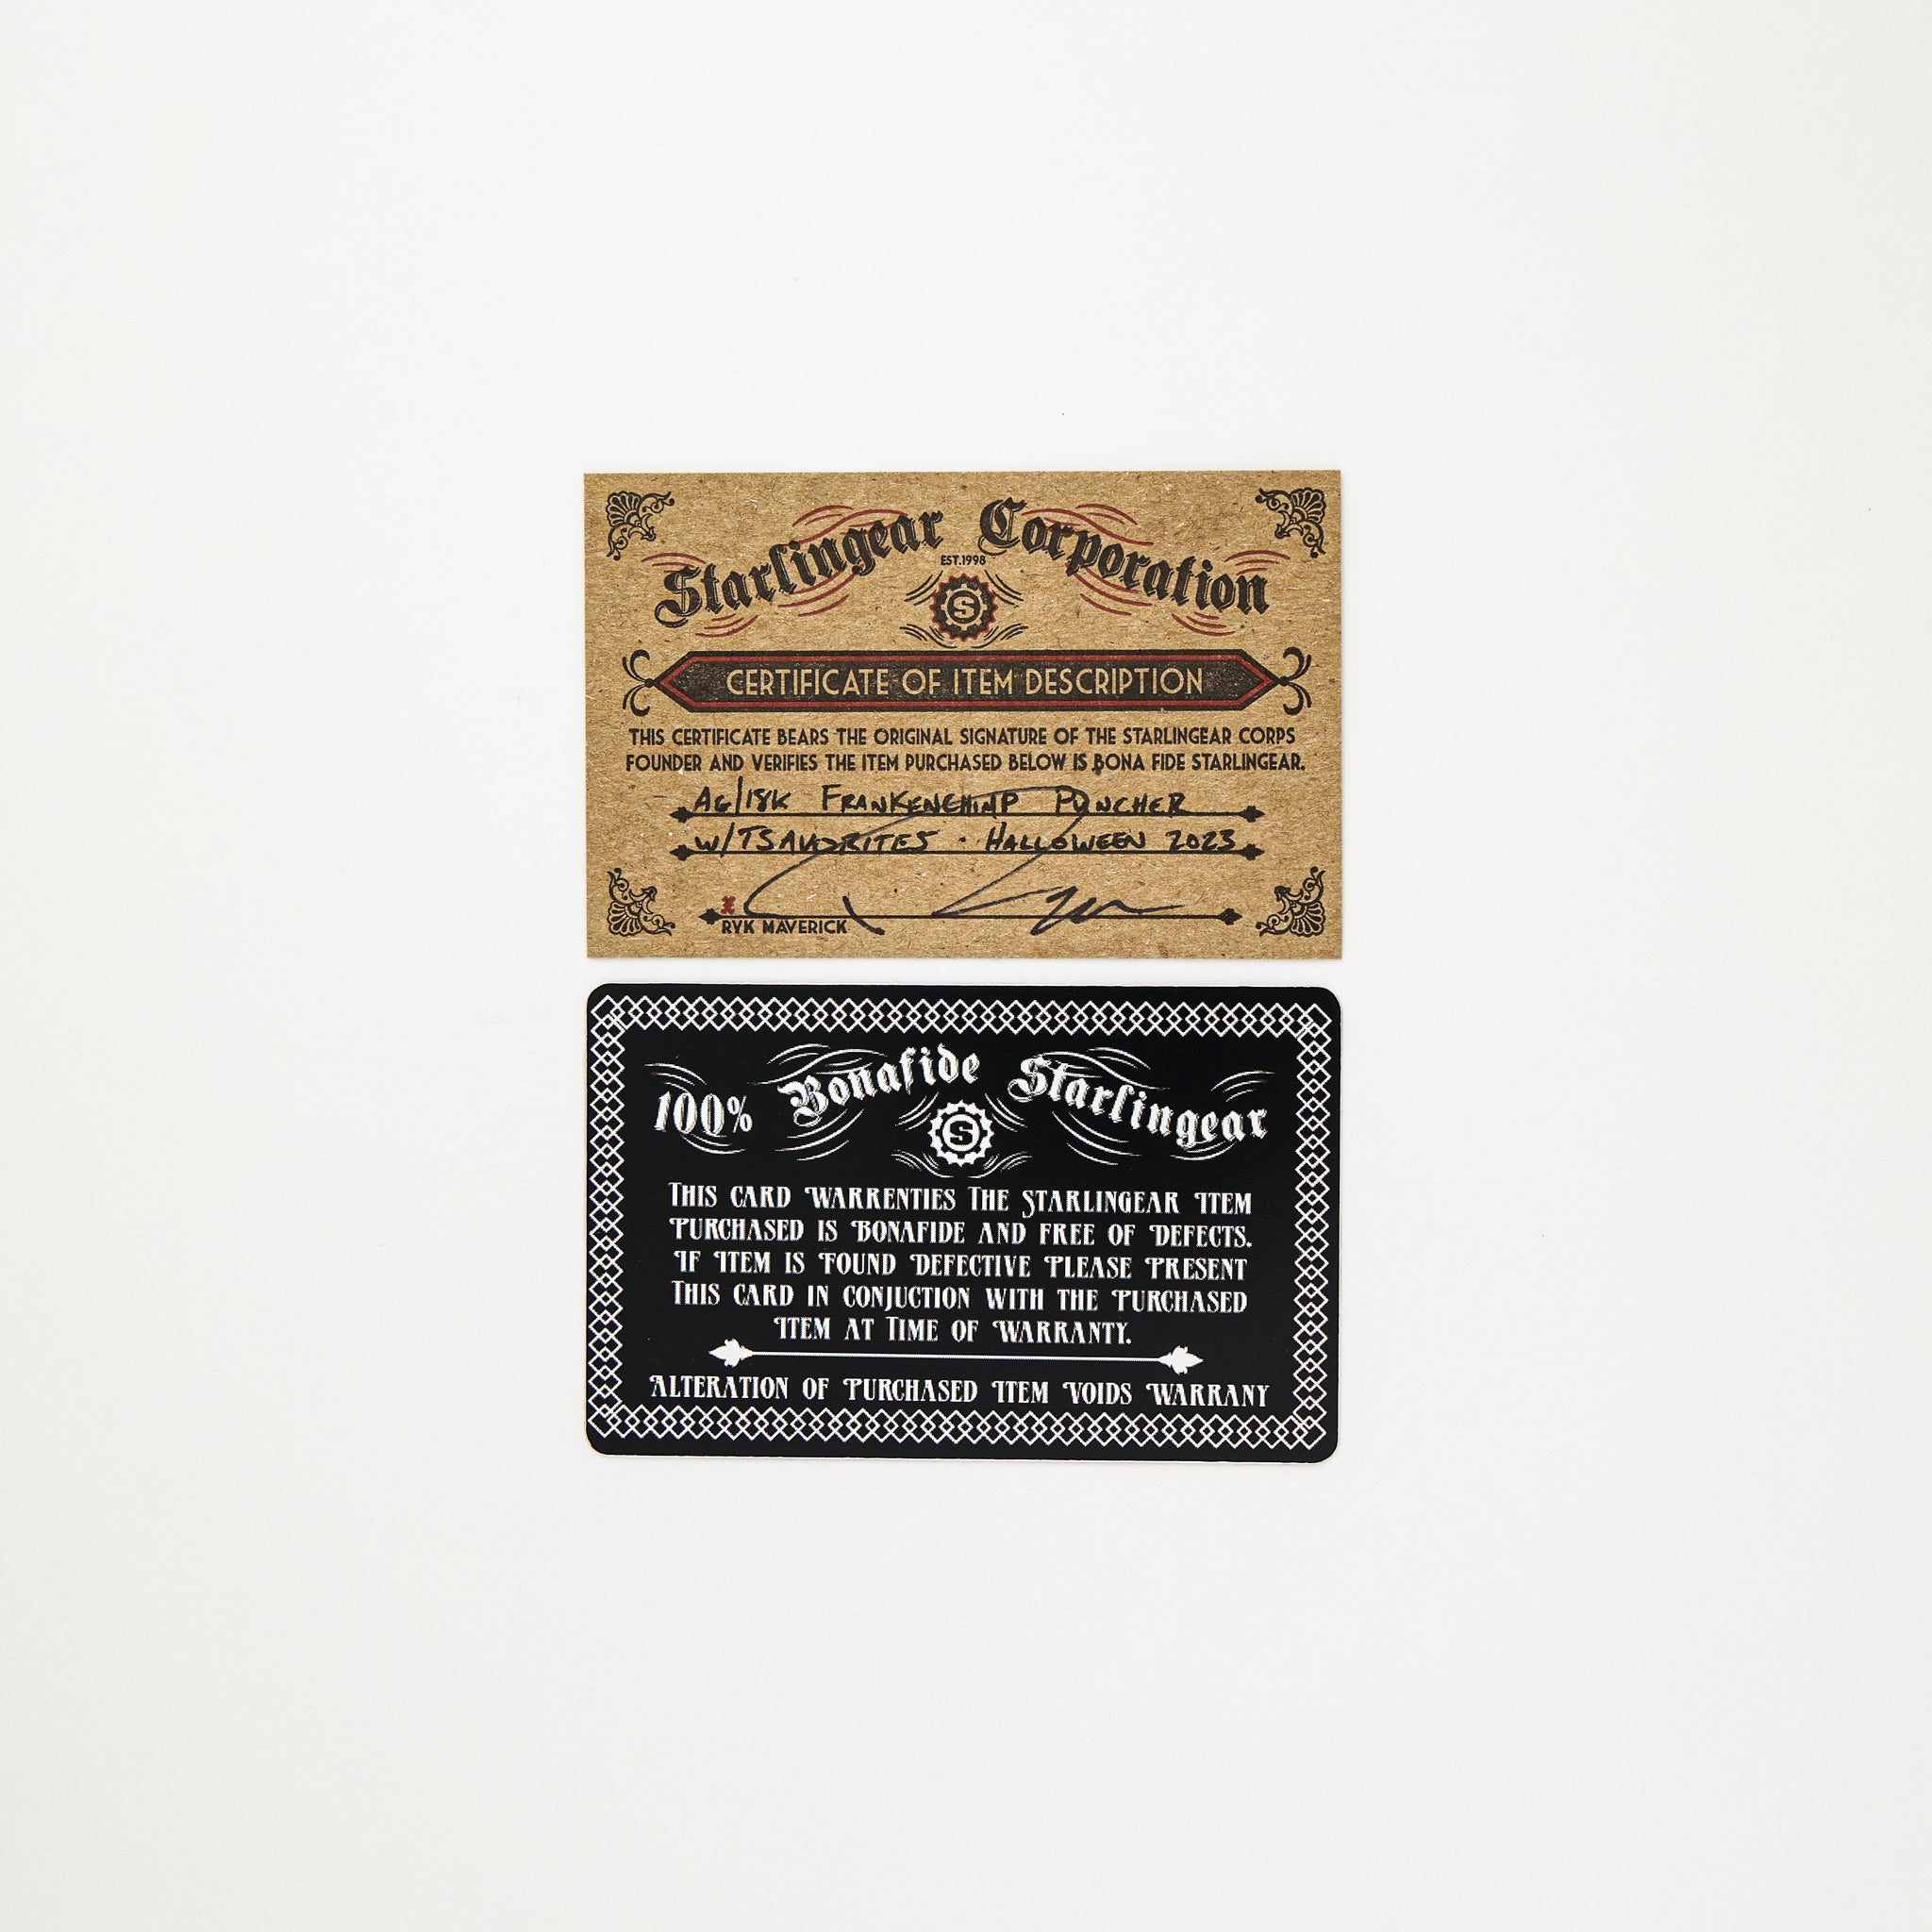 Starlingear Corporation
EST.1998
S
CERTIFICATE OF ITEM DESCRIPTION
THIS CERTIFICATE BEARS THE ORIGINAL SIGNATURE OF THE STARLINGEAR CORPS
FOUNDER AND VERIFIES THE ITEM PURCHASED BELOW IS BONA FIDE STARLINGEAR.
AG/18K FRANKENCHIMP PUNCHER
W/TSAVORITES · HALLOWEEN 2023
X
RYK MAVERICK
100% Bonafide Starlingear
S
THIS CARD WARRENTIES THE STARLINGEAR ITEM
PURCHASED IS BONAFIDE AND FREE OF DEFECTS.
IF ITEM IS FOUND DEFECTIVE PLEASE PRESENT
THIS CARD IN CONJUCTION WITH THE PURCHASED
ITEM AT TIME OF WARRANTY.
ALTERATION OF PURCHASED ITEM VOIDS WARRANY